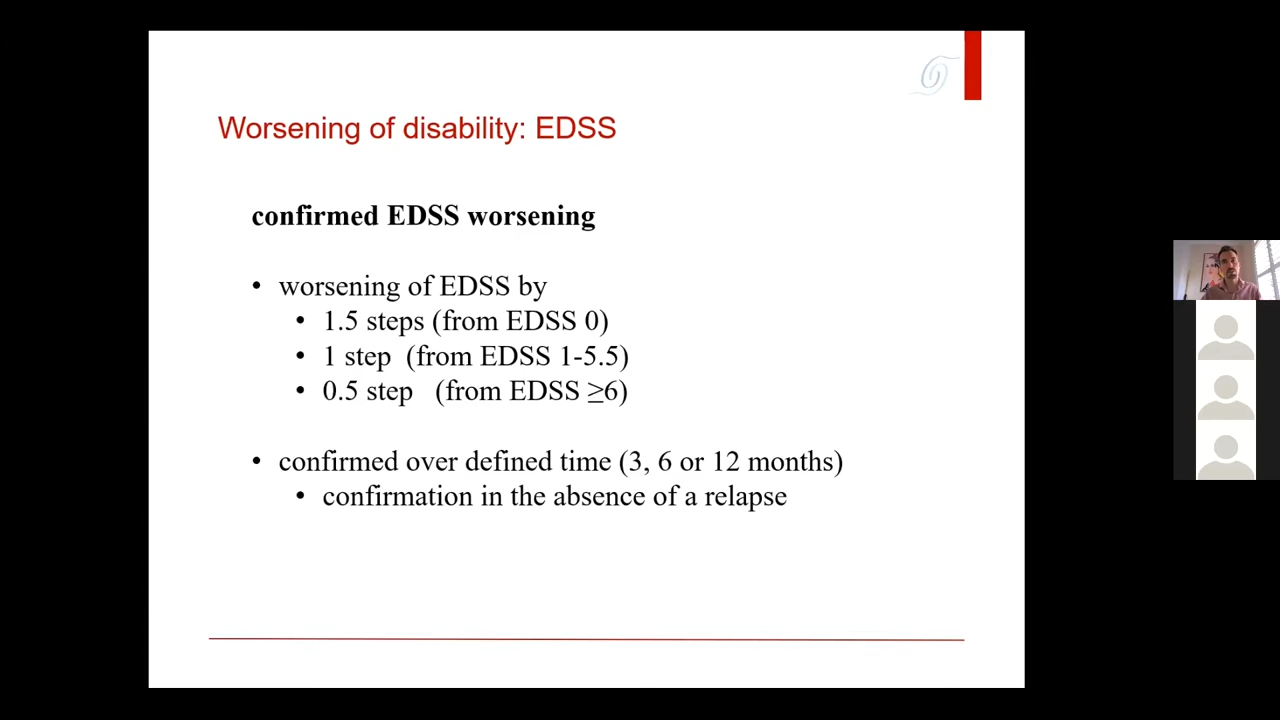 Worsening of disability: EDSS
confirmed EDSS worsening
• worsening of EDSS by
• 1.5 steps (from EDSS 0)
• 1 step (from EDSS 1-5.5)
• 0.5 step (from EDSS ≥6)
• confirmed over defined time (3, 6 or 12 months)
• confirmation in the absence of a relapse